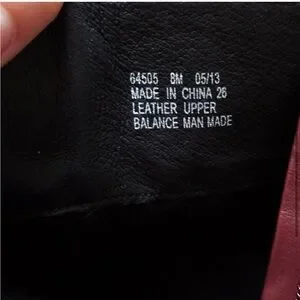 64505 8M 05/13
MADE IN CHINA 26
LEATHER UPPER
BALANCE MAN MADE